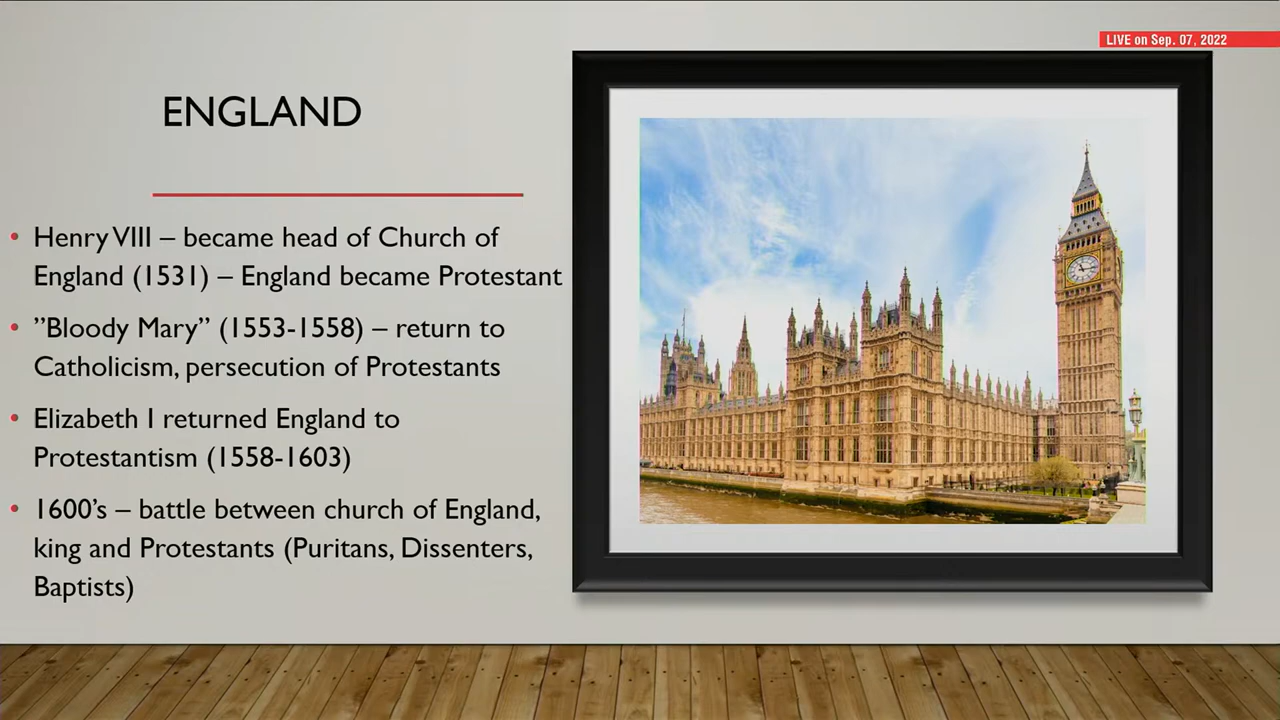 LIVE on Sep. 07, 2022
ENGLAND
• Henry VIII – became head of Church of
England (1531) – England became Protestant
• ”Bloody Mary” (1553-1558) – return to
Catholicism, persecution of Protestants
• Elizabeth I returned England to
Protestantism (1558-1603)
• 1600’s – battle between church of England,
king and Protestants (Puritans, Dissenters,
Baptists)